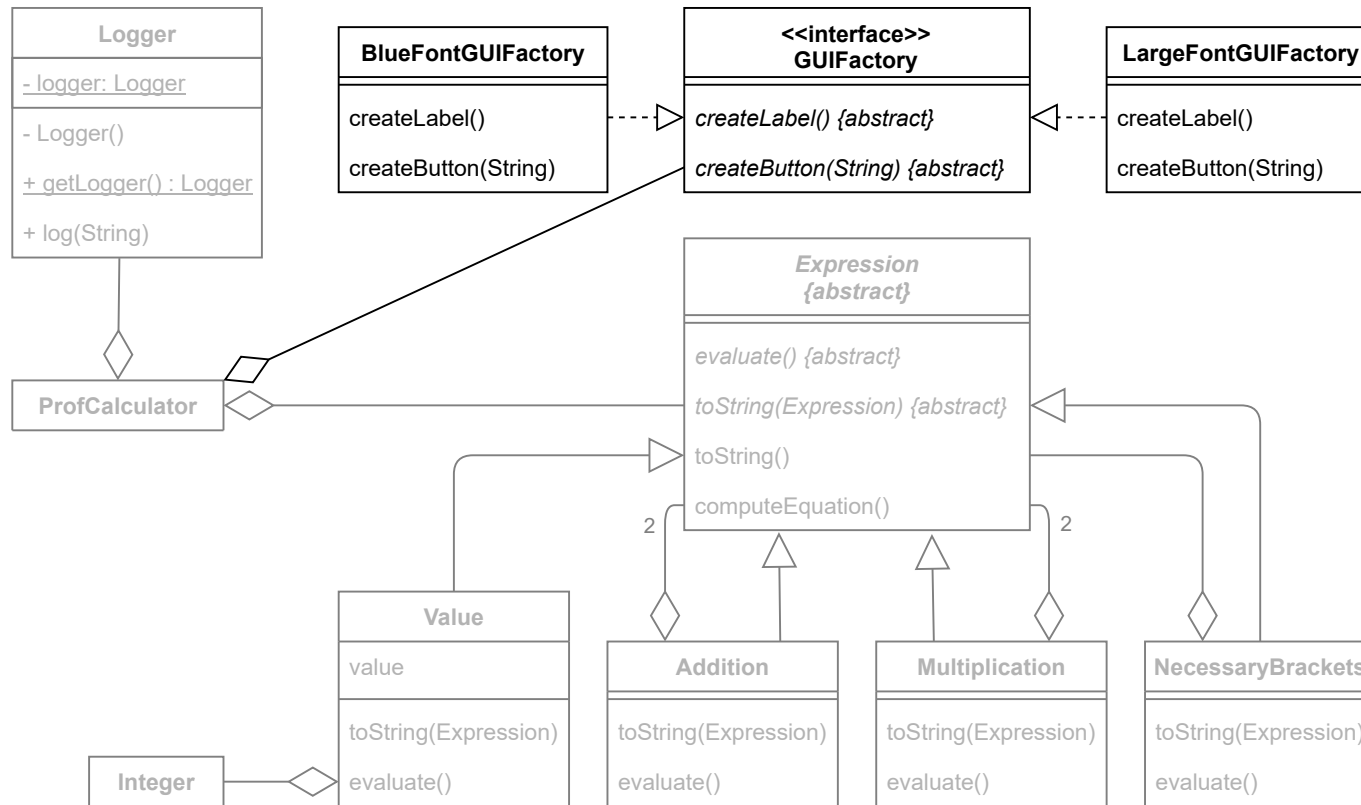 Logger
- logger: Logger
- Logger()
+ getLogger() : Logger
+ log(String)
BlueFontGUIFactory
createLabel()
createButton(String)
<<interface>>
GUIFactory
createLabel() {abstract}
createButton(String) {abstract}
LargeFontGUIFactory
createLabel()
createButton(String)
Expression
{abstract}
evaluate() {abstract}
toString(Expression) {abstract}
toString()
computeEquation()
ProfCalculator
2
2
Value
value
toString(Expression)
evaluate()
Addition
toString(Expression)
evaluate()
Multiplication
toString(Expression)
evaluate()
NecessaryBrackets
toString(Expression)
evaluate()
Integer